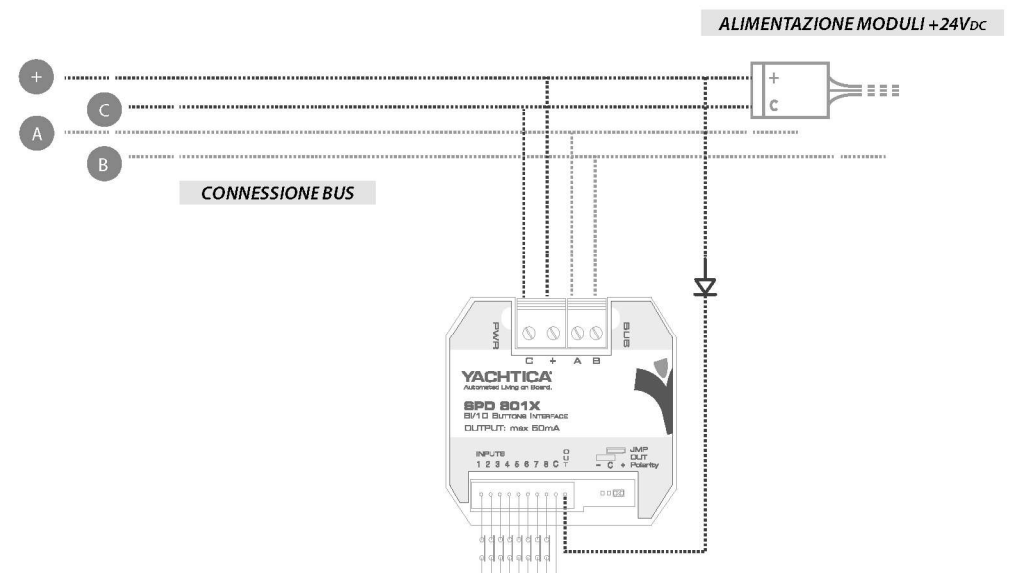 ALIMENTAZIONE MODULI +24VDC
+
C
A
B
+
C
CONNESSIONE BUS
PWR
BUS
C + A B
YACHTICA
Automated Living on Board.
SPD 801X
8I/1O BUTTONS INTERFACE
OUTPUT: max 50mA
INPUTS
1 2 3 4 5 6 7 8 C
OUT
JMP
OUT
- C + Polarity